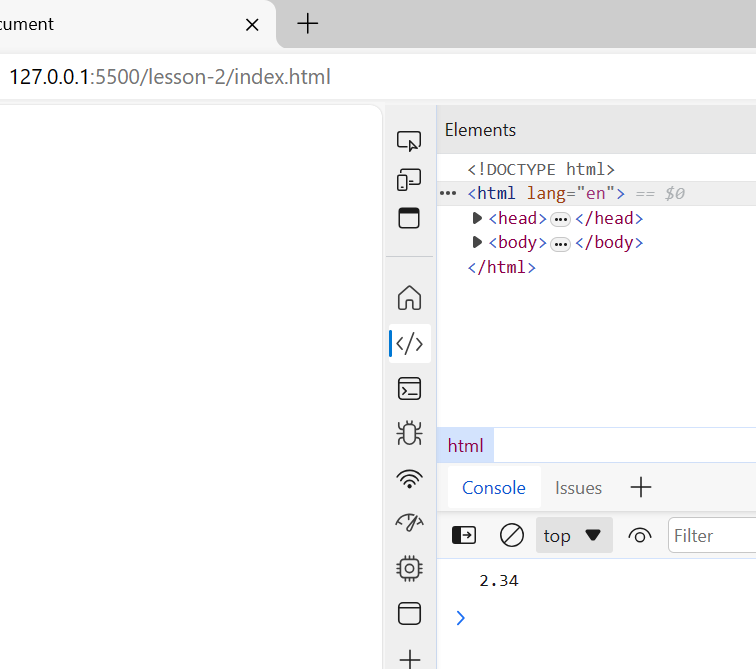 cument
127.0.0.1:5500/lesson-2/index.html
Elements
<!DOCTYPE html>
<html lang="en"> == $0
<head>…</head>
<body>…</body>
</html>
html
Console Issues
top Filter
2.34